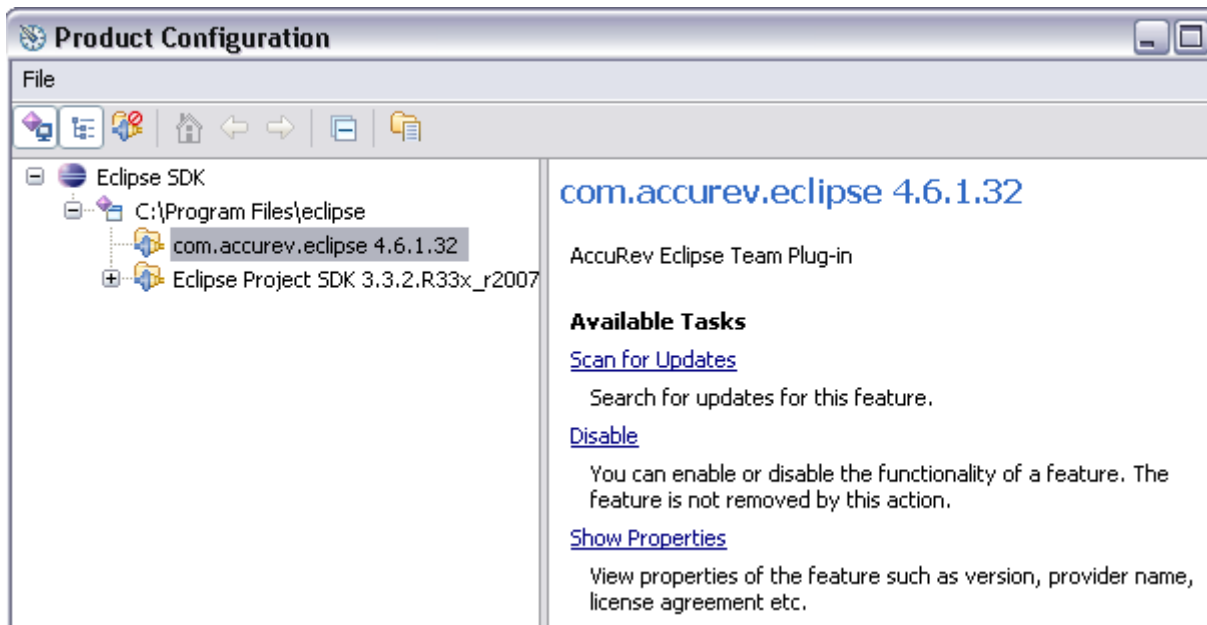 Product Configuration
File
Eclipse SDK
C:\Program Files\eclipse
com.accurev.eclipse 4.6.1.32
Eclipse Project SDK 3.3.2.R33x_r2007
com.accurev.eclipse 4.6.1.32
AccuRev Eclipse Team Plug-in
Available Tasks
Scan for Updates
Search for updates for this feature.
Disable
You can enable or disable the functionality of a feature. The
feature is not removed by this action.
Show Properties
View properties of the feature such as version, provider name,
license agreement etc.